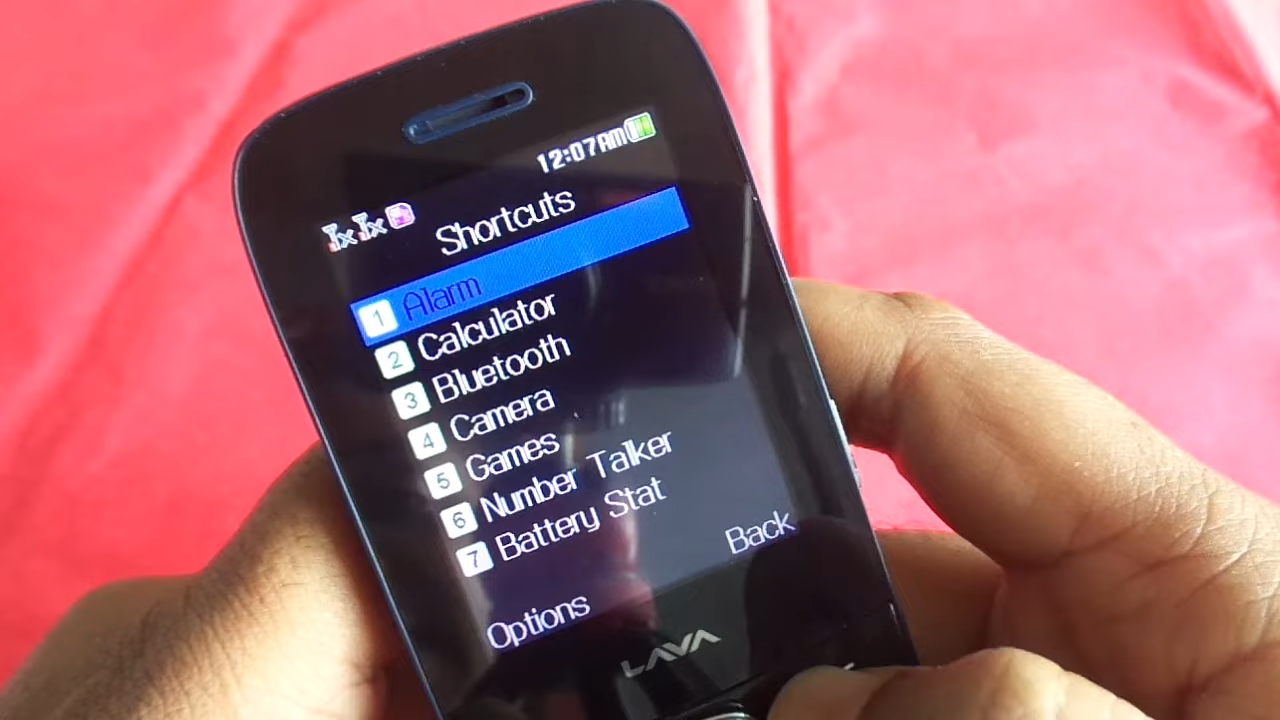 12:07AM
Shortcuts
1 Alarm
2 Calculator
3 Bluetooth
4 Camera
5 Games
6 Number Talker
7 Battery Stat
Options Back
LAVA